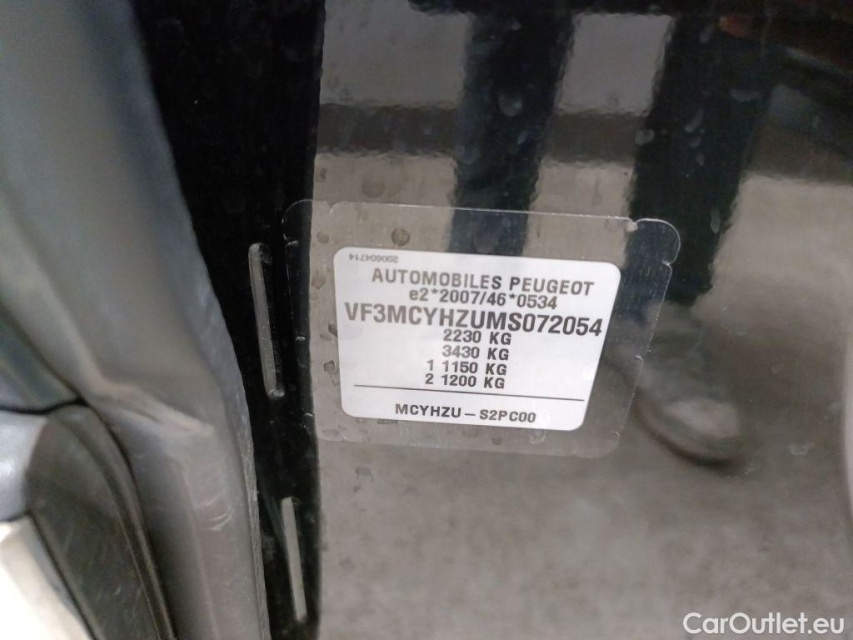 200604714
AUTOMOBILES PEUGEOT
e2*2007/46*0534
VF3MCYHZUMS072054
2230 KG
3430 KG
1 1150 KG
2 1200 KG
MCYHZU-S2PC00
CarOutlet.eu